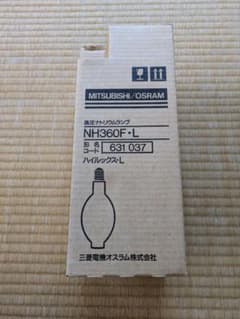 MITSUBISHI/OSRAM
高圧ナトリウムランプ
NH360F・L
形名
コード 631 037
ハイルックス・L
三菱電機オスラム株式会社